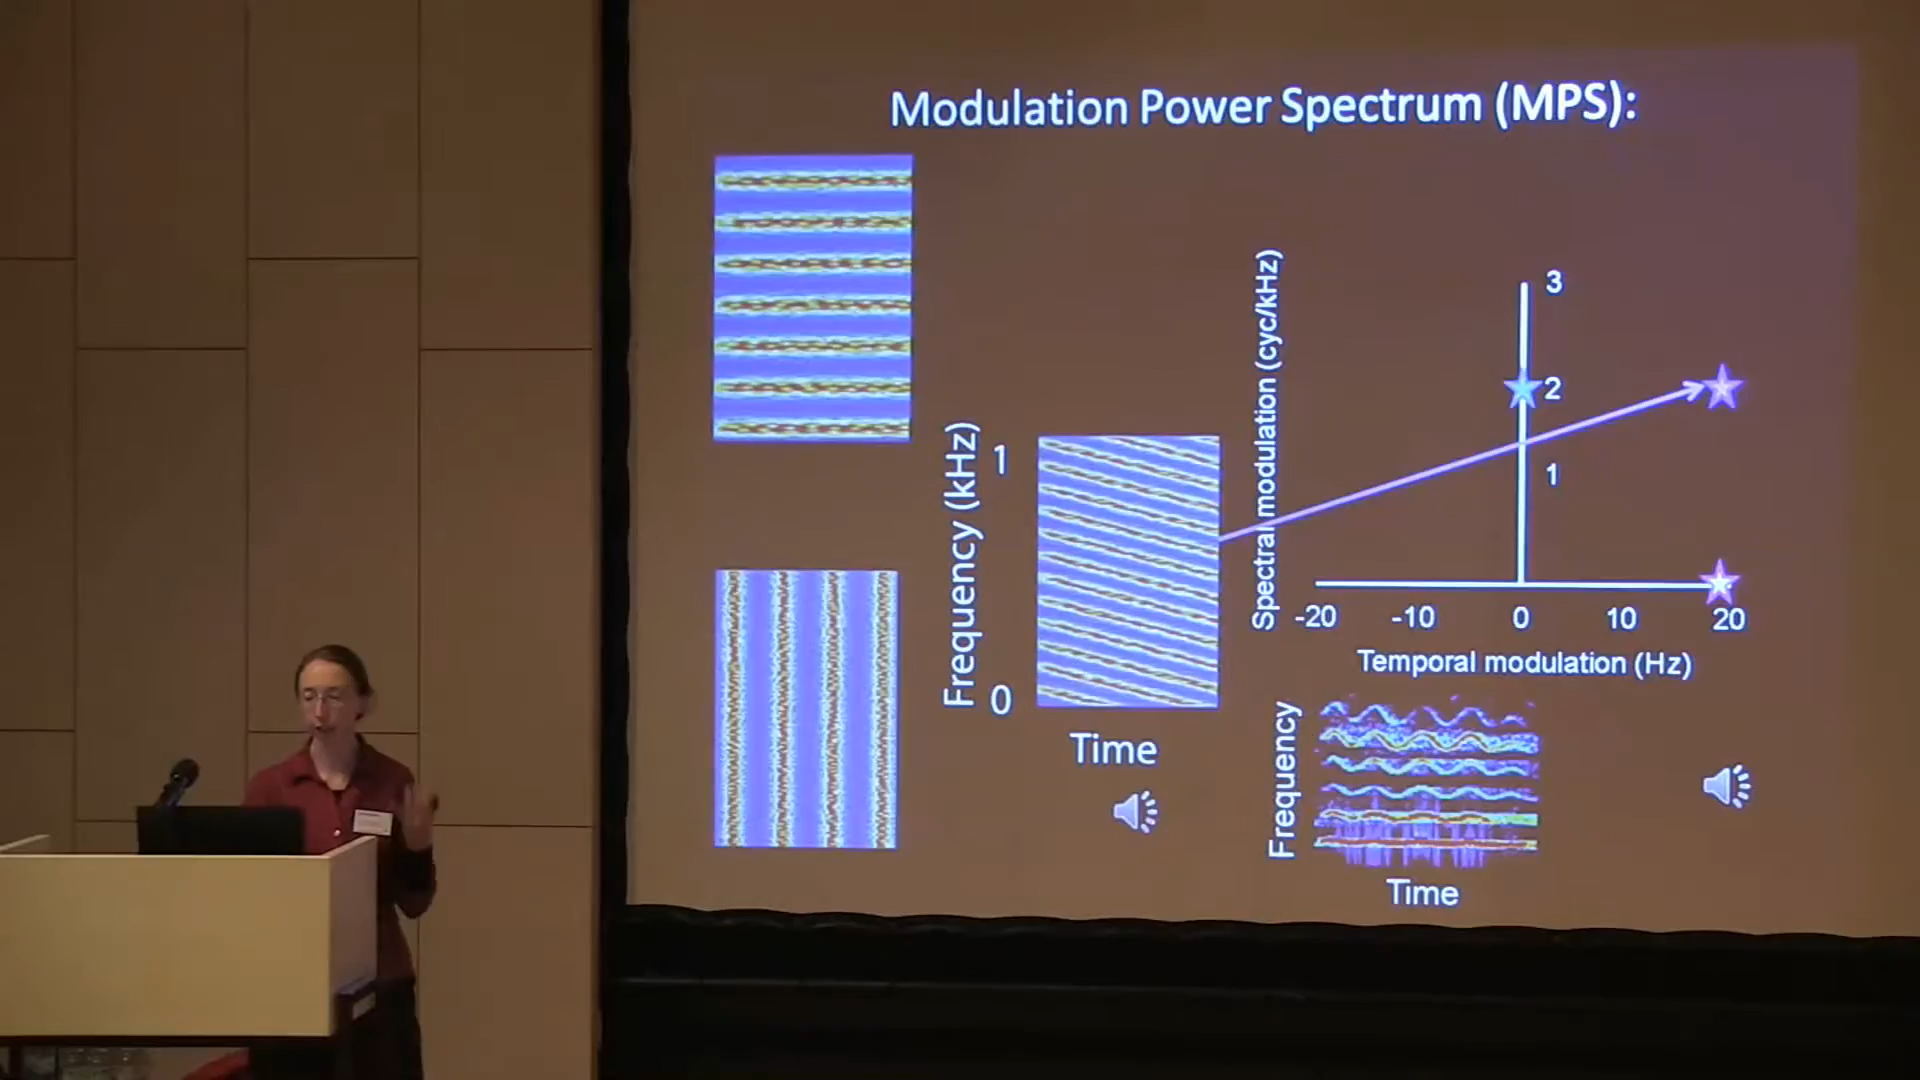 Modulation Power Spectrum (MPS):
Frequency (kHz)
1
0
Time
Spectral modulation (cyc/kHz)
3
2
1
-20
-10
0
10
20
Temporal modulation (Hz)
Frequency
Time